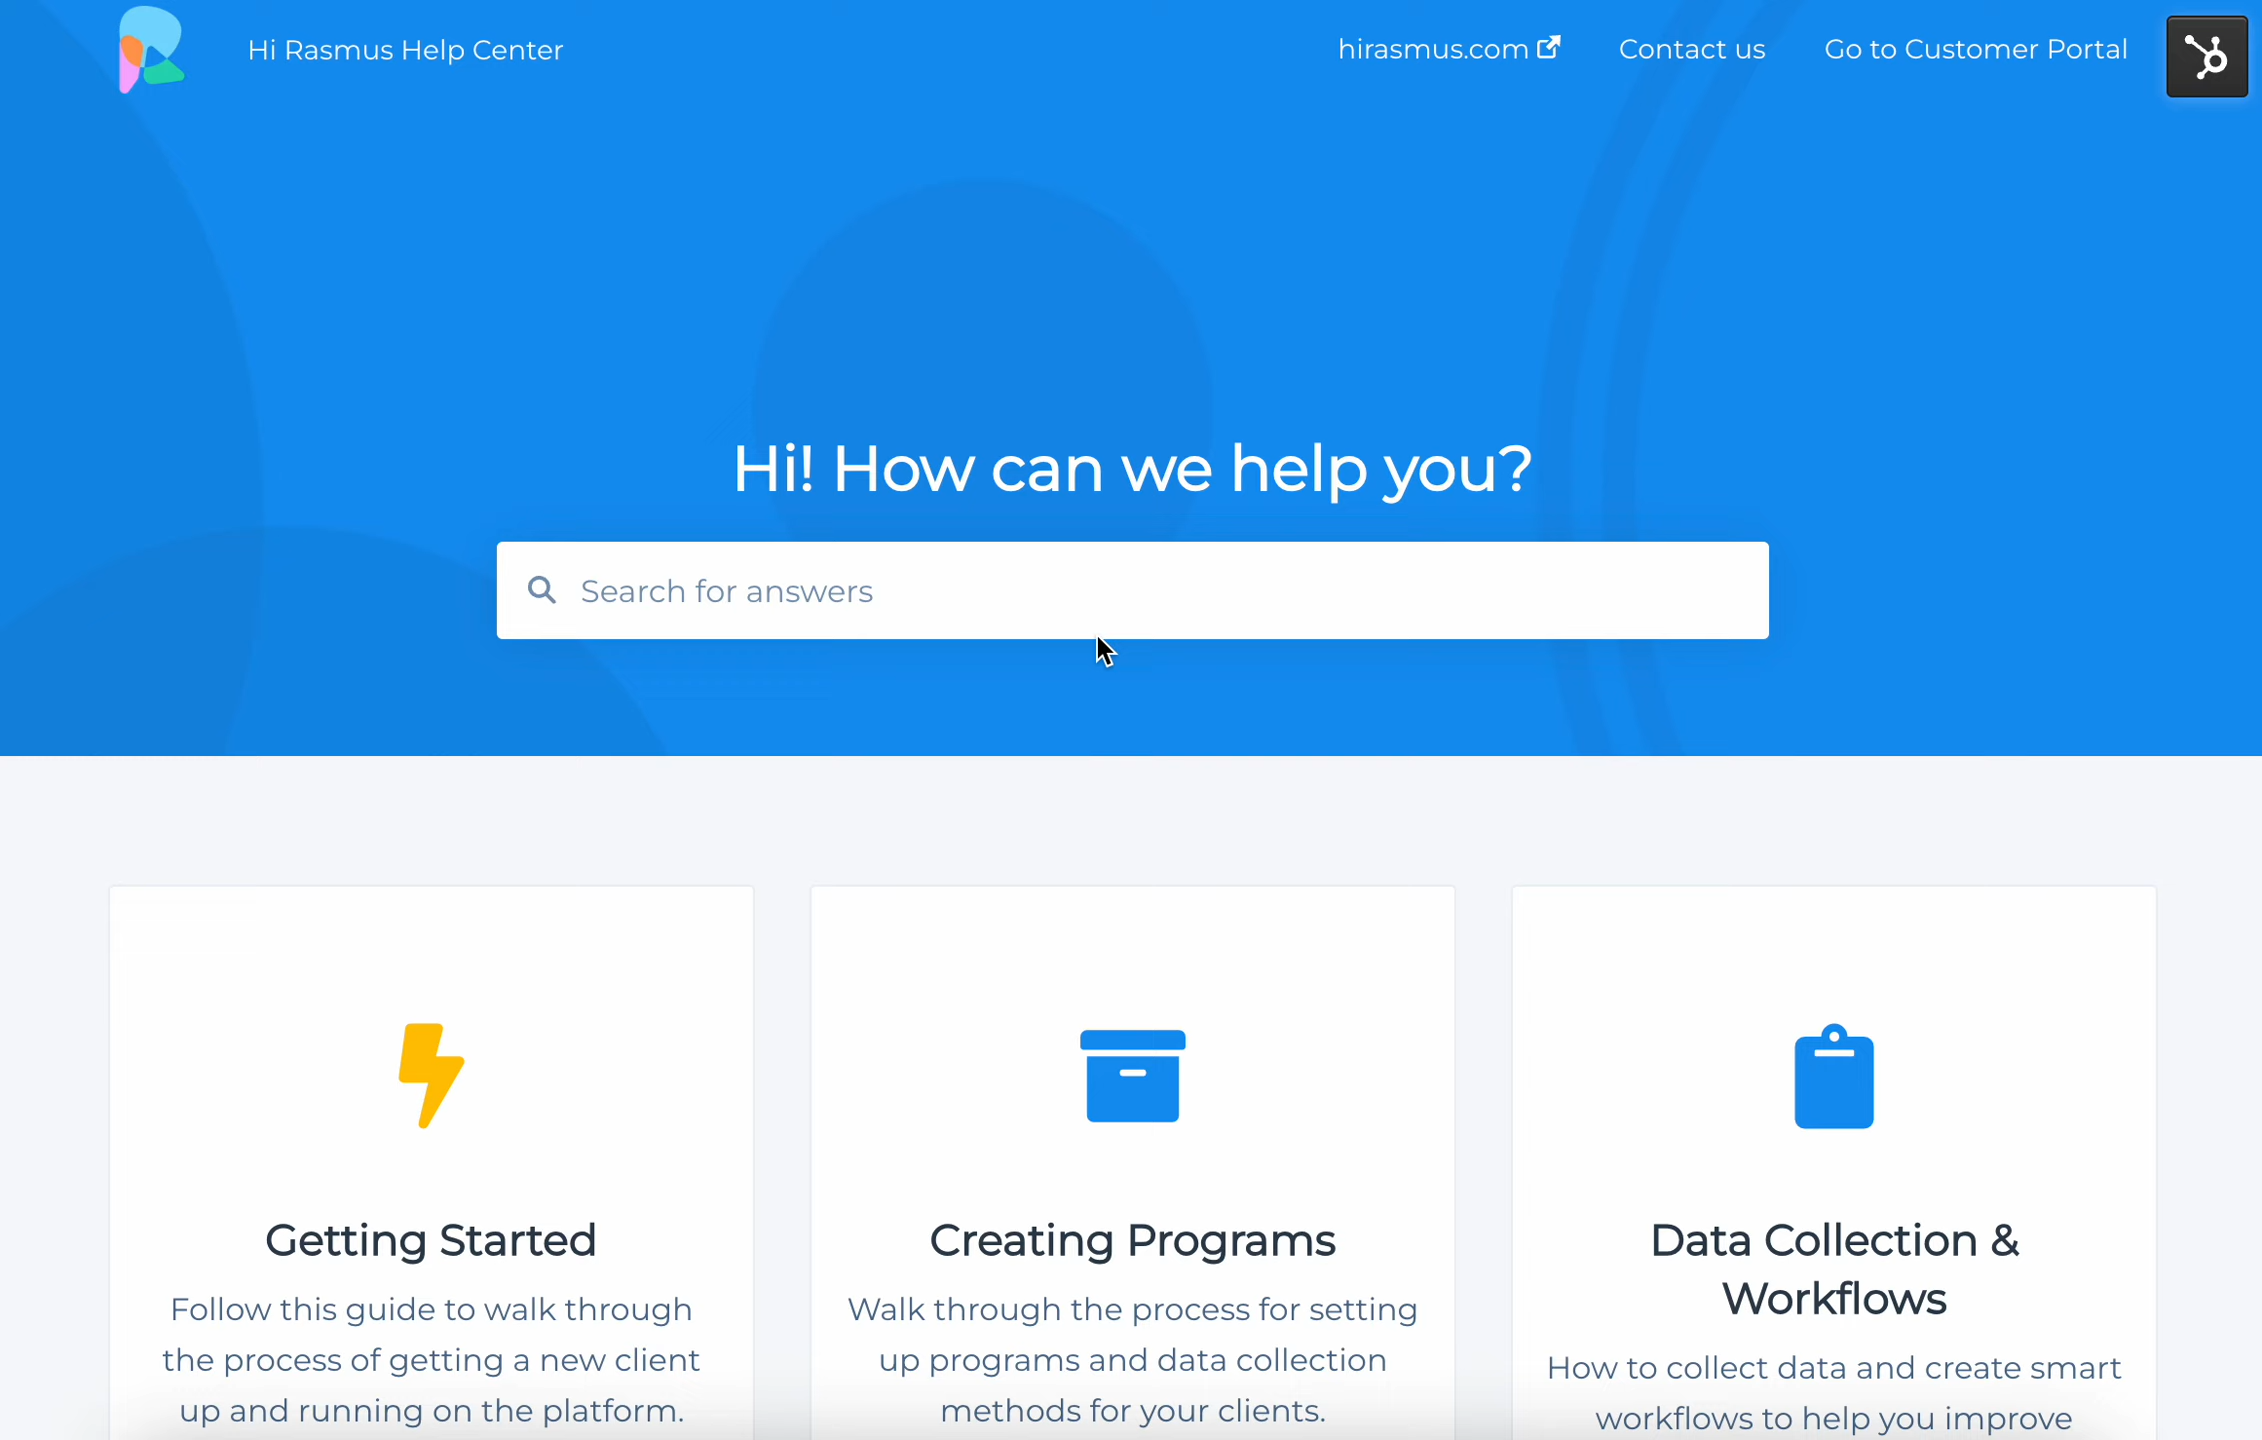 Hi Rasmus Help Center
hirasmus.com
Contact us
Go to Customer Portal
Hi! How can we help you?
Search for answers
Getting Started
Follow this guide to walk through
the process of getting a new client
up and running on the platform.
Creating Programs
Walk through the process for setting
up programs and data collection
methods for your clients.
Data Collection &
Workflows
How to collect data and create smart
workflows to help you improve